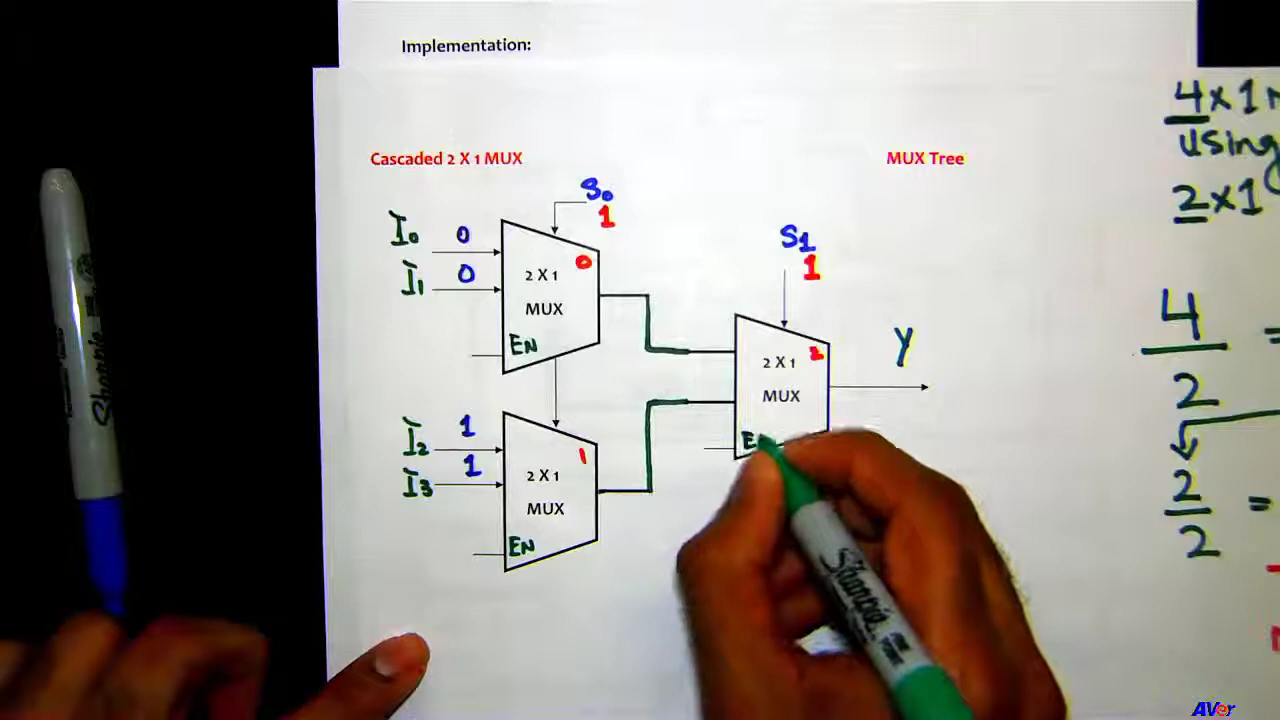 Implementation:
Cascaded 2 X 1 MUX
MUX Tree
S0
1
I0 0
I1 0
0
2 X 1
MUX
EN
S1
1
2
2 X 1
MUX
Y
I2 1
I3 1
1
2 X 1
MUX
EN
4x1
using
2x1
4
2
=
2
2
=
Sharpie
Sharpie
AVer